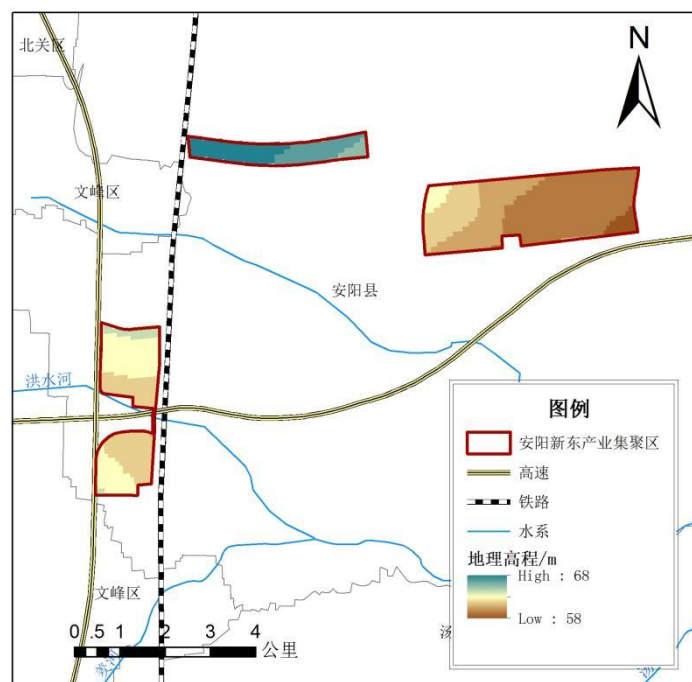 北关区
N
文峰区
安阳县
洪水河
图例
安阳新东产业集聚区
高速
铁路
水系
地理高程/m
High : 68
Low : 58
文峰区
0 .5 1 2 3 4
公里
汤